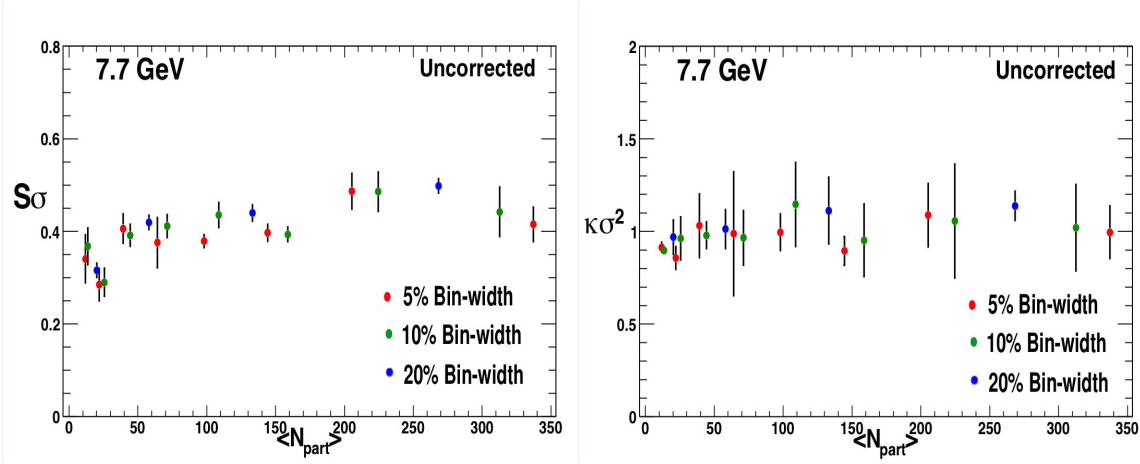 7.7 GeV
Uncorrected
Sσ
0.8
0.6
0.4
0.2
0
0 50 100 150 200 250 300 350
<N_part>
5% Bin-width
10% Bin-width
20% Bin-width
7.7 GeV
Uncorrected
κσ²
2
1.5
1
0.5
0
0 50 100 150 200 250 300 350
<N_part>
5% Bin-width
10% Bin-width
20% Bin-width